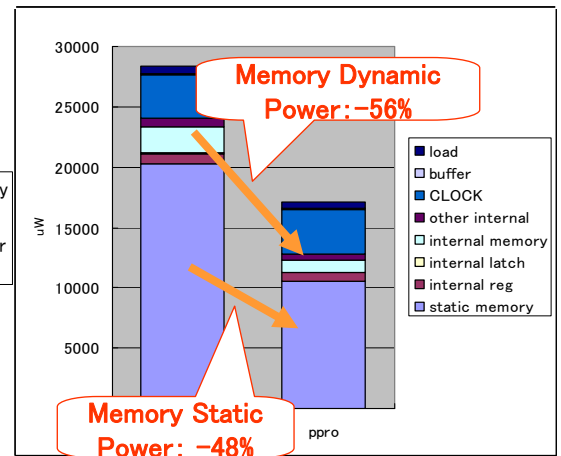 30000
25000
20000
15000
10000
5000
uW
y
r
Memory Dynamic
Power:-56%
load
buffer
CLOCK
other internal
internal memory
internal latch
internal reg
static memory
Memory Static
Power: -48%
ppro